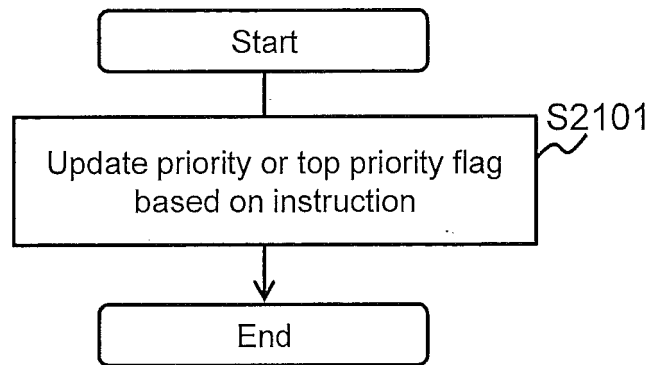 Start
S2101
Update priority or top priority flag
based on instruction
End